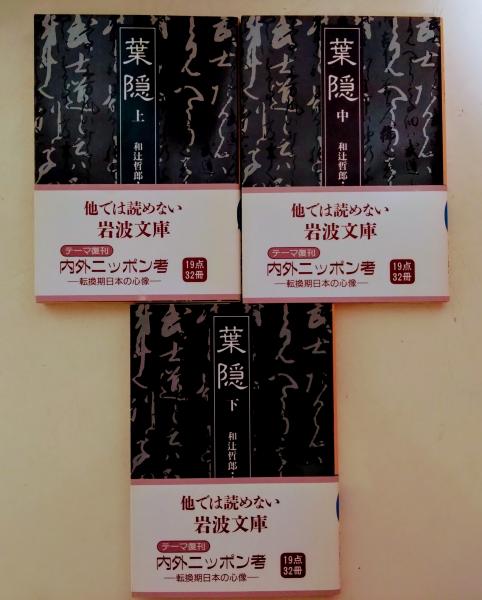 葉隠
上
和辻哲郎・
他では読めない
岩波文庫
テーマ復刊
内外ニッポン考
19点
32冊
―転換期日本の心像―
葉隠
中
和辻哲郎・
他では読めない
岩波文庫
テーマ復刊
内外ニッポン考
19点
32冊
―転換期日本の心像―
葉隠
下
和辻哲郎・
他では読めない
岩波文庫
テーマ復刊
内外ニッポン考
19点
32冊
―転換期日本の心像―